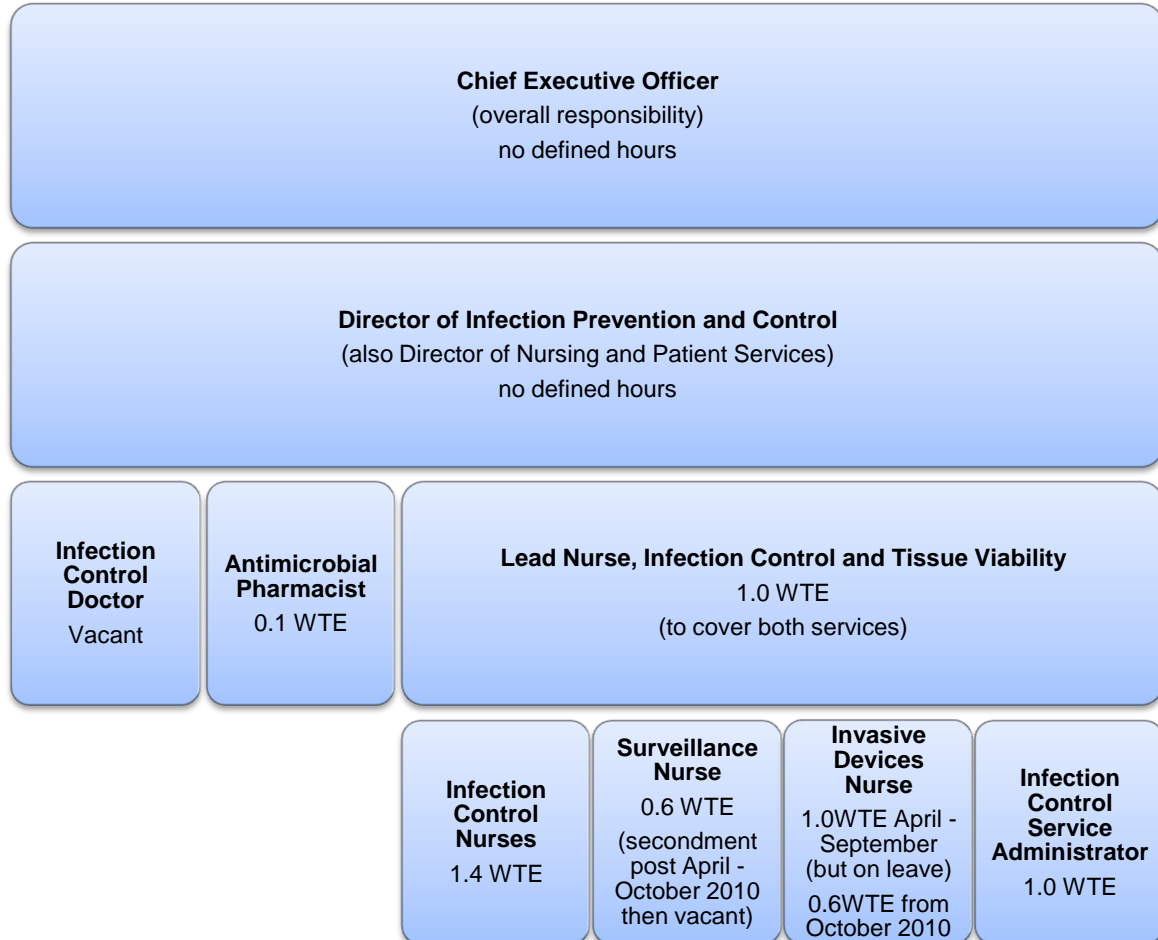 Chief Executive Officer
(overall responsibility)
no defined hours
Director of Infection Prevention and Control
(also Director of Nursing and Patient Services)
no defined hours
Infection
Control
Doctor
Vacant
Antimicrobial
Pharmacist
0.1 WTE
Lead Nurse, Infection Control and Tissue Viability
1.0 WTE
(to cover both services)
Infection
Control
Nurses
1.4 WTE
Surveillance
Nurse
0.6 WTE
(secondment
post April -
October 2010
then vacant)
Invasive
Devices
Nurse
1.0WTE April -
September
(but on leave)
0.6WTE from
October 2010
Infection
Control
Service
Administrator
1.0 WTE